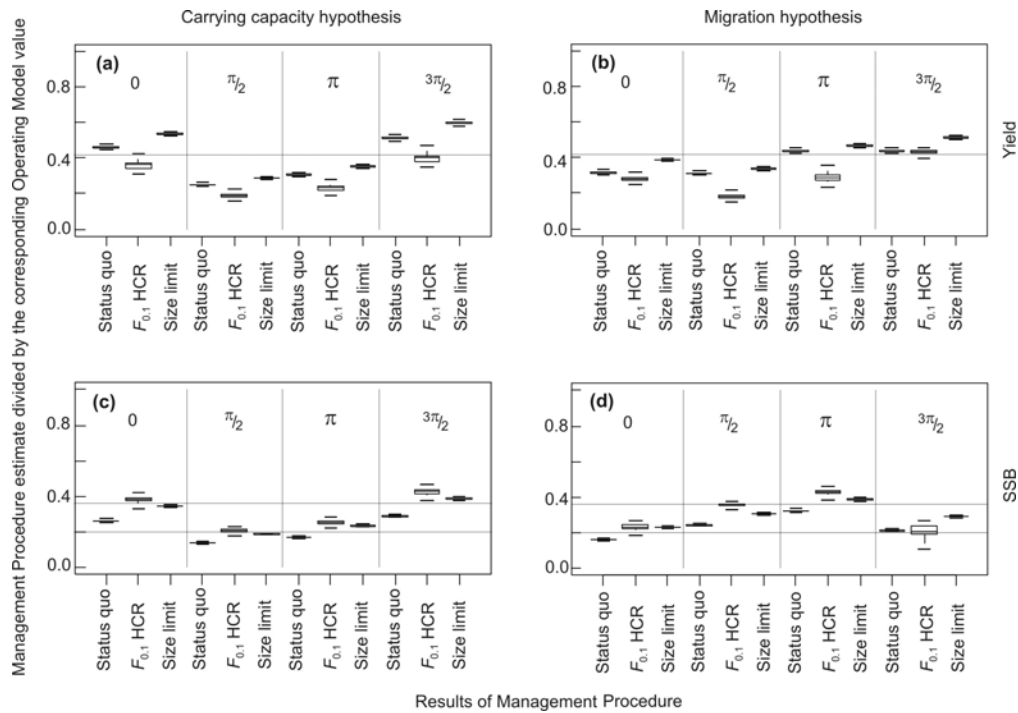 Carrying capacity hypothesis
Migration hypothesis
Management Procedure estimate divided by the corresponding Operating Model value
(a)
0
π/2
π
3π/2
0.8
0.4
0.0
Status quo
F0.1 HCR
Size limit
Status quo
F0.1 HCR
Size limit
Status quo
F0.1 HCR
Size limit
Status quo
F0.1 HCR
Size limit
(b)
0
π/2
π
3π/2
0.8
0.4
0.0
Status quo
F0.1 HCR
Size limit
Status quo
F0.1 HCR
Size limit
Status quo
F0.1 HCR
Size limit
Status quo
F0.1 HCR
Size limit
Yield
(c)
0
π/2
π
3π/2
0.8
0.4
0.0
Status quo
F0.1 HCR
Size limit
Status quo
F0.1 HCR
Size limit
Status quo
F0.1 HCR
Size limit
Status quo
F0.1 HCR
Size limit
(d)
0
π/2
π
3π/2
0.8
0.4
0.0
Status quo
F0.1 HCR
Size limit
Status quo
F0.1 HCR
Size limit
Status quo
F0.1 HCR
Size limit
Status quo
F0.1 HCR
Size limit
SSB
Results of Management Procedure